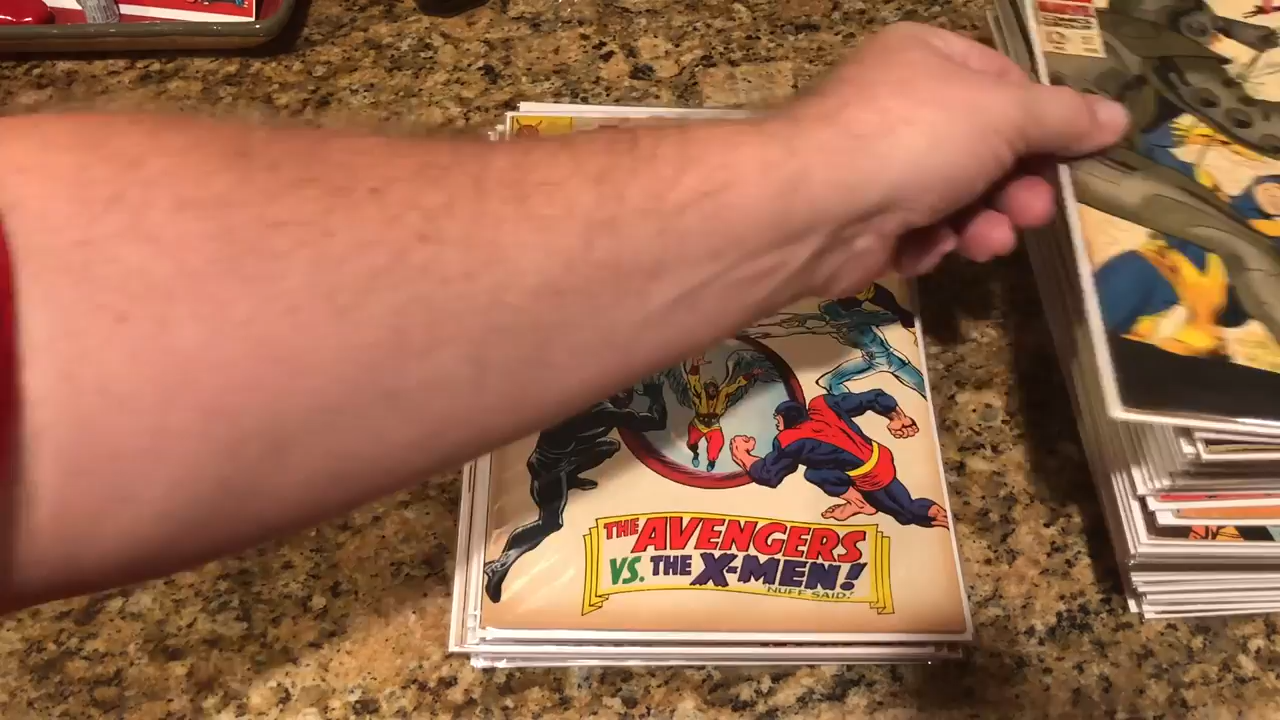 THE AVENGERS
VS. THE X-MEN!
'NUFF SAID!